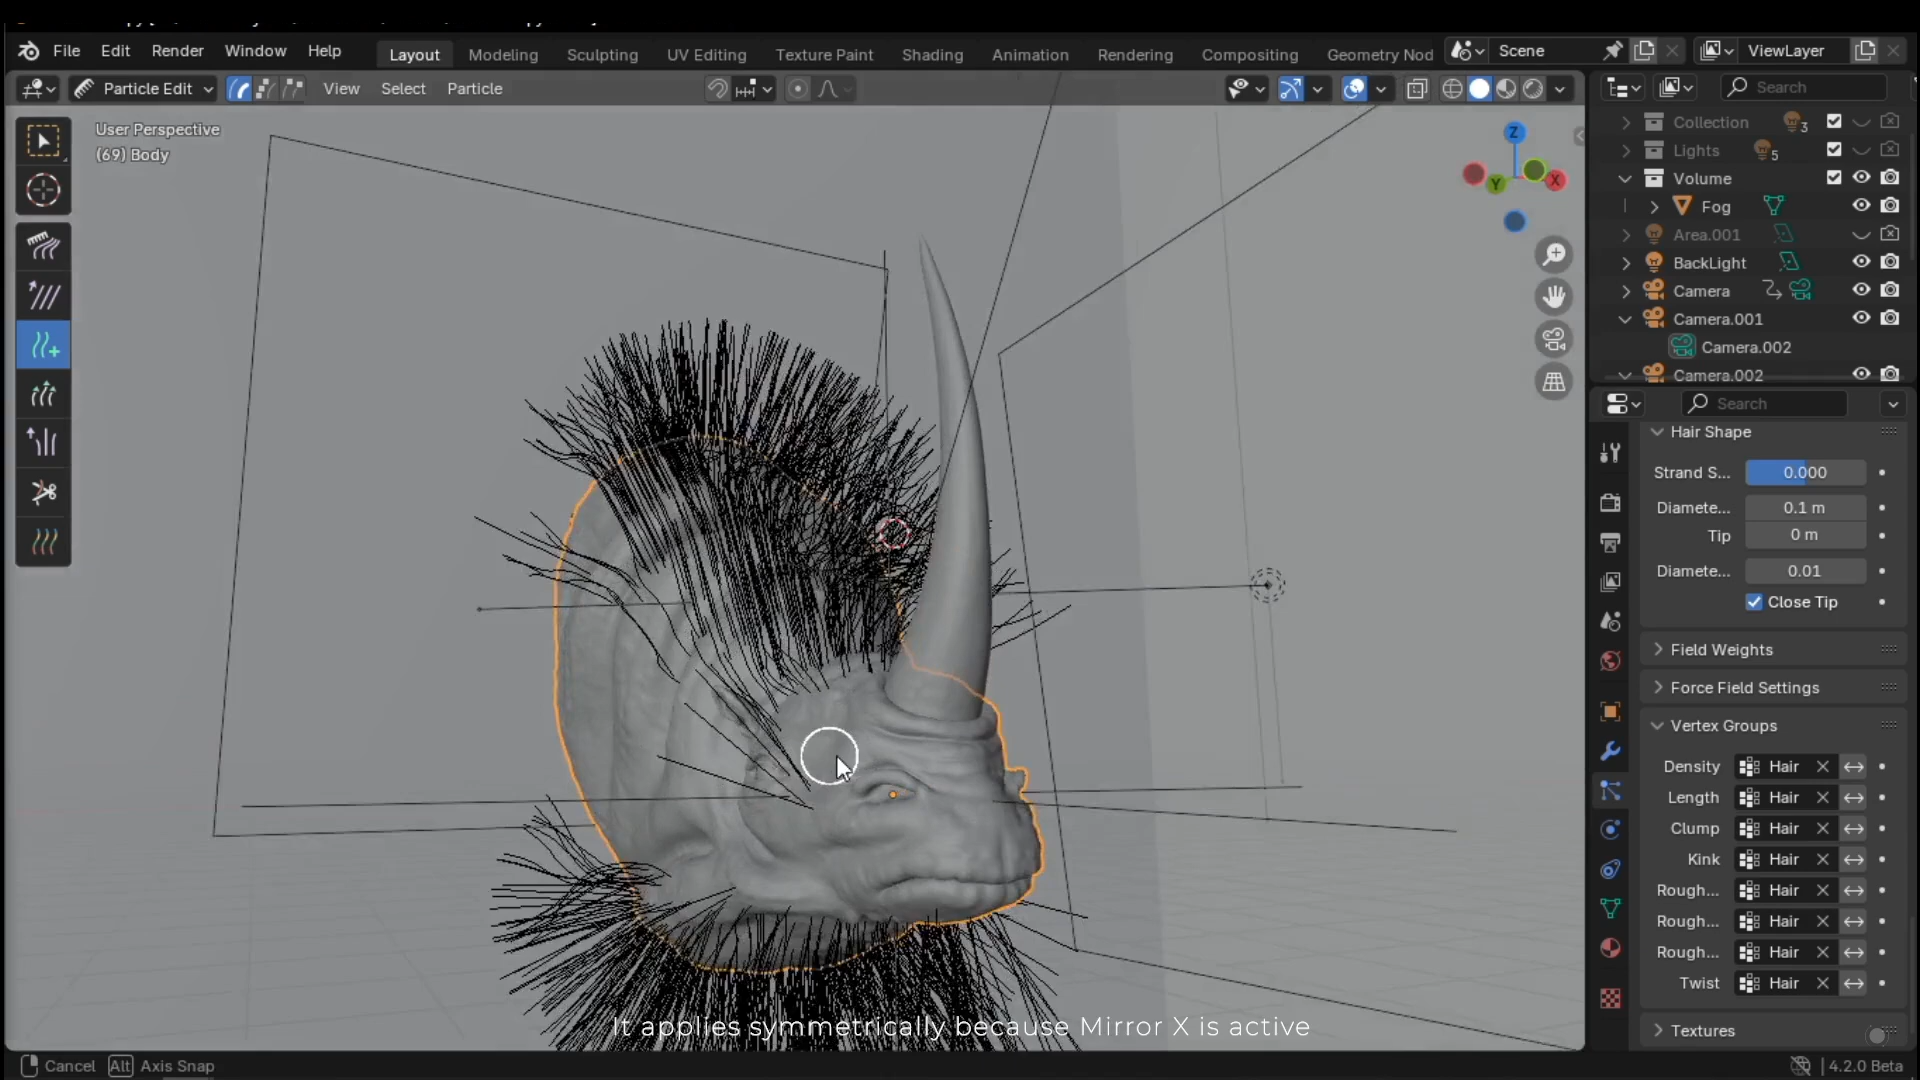 File Edit Render Window Help Layout Modeling Sculpting UV Editing Texture Paint Shading Animation Rendering Compositing Geometry Nod Scene ViewLayer
Particle Edit View Select Particle Search
User Perspective
(69) Body
Z
Y
X
Collection 3
Lights 5
Volume
Fog
Area.001
BackLight
Camera
Camera.001
Camera.002
Camera.002
Search
Hair Shape
Strand S... 0.000
Diamete... 0.1 m
Tip 0 m
Diamete... 0.01
Close Tip
Field Weights
Force Field Settings
Vertex Groups
Density Hair
Length Hair
Clump Hair
Kink Hair
Rough... Hair
Rough... Hair
Rough... Hair
Twist Hair
Textures
It applies symmetrically because Mirror X is active
Cancel Alt Axis Snap 4.2.0 Beta